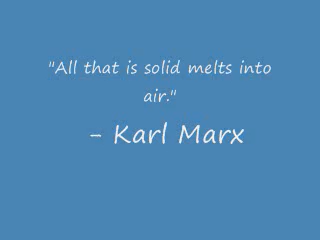 "All that is solid melts into
air."
- Karl Marx